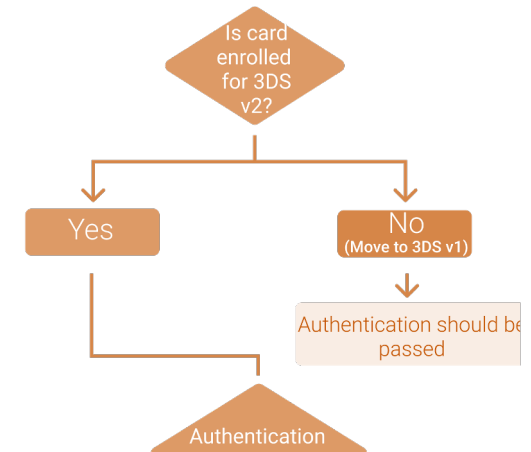 Is card
enrolled
for 3DS
v2?
Yes
No
(Move to 3DS v1)
Authentication should be
passed
Authentication